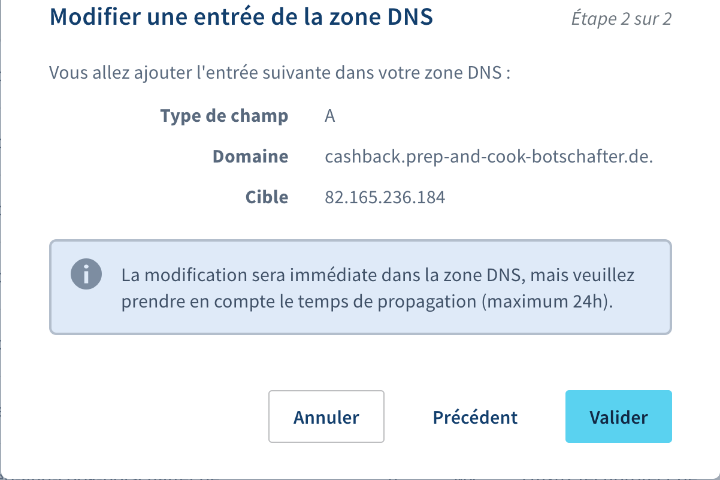 Modifier une entrée de la zone DNS
Étape 2 sur 2
Vous allez ajouter l'entrée suivante dans votre zone DNS :
Type de champ A
Domaine cashback.prep-and-cook-botschafter.de.
Cible 82.165.236.184
La modification sera immédiate dans la zone DNS, mais veuillez
prendre en compte le temps de propagation (maximum 24h).
Annuler Précédent Valider